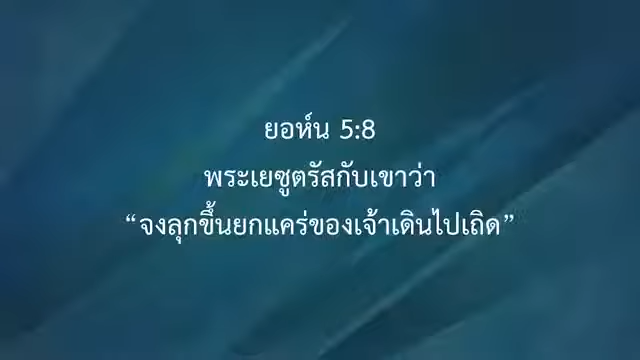 ยอห์น 5:8
พระเยซูตรัสกับเขาว่า
“จงลุกขึ้นยกแคร่ของเจ้าเดินไปเถิด”